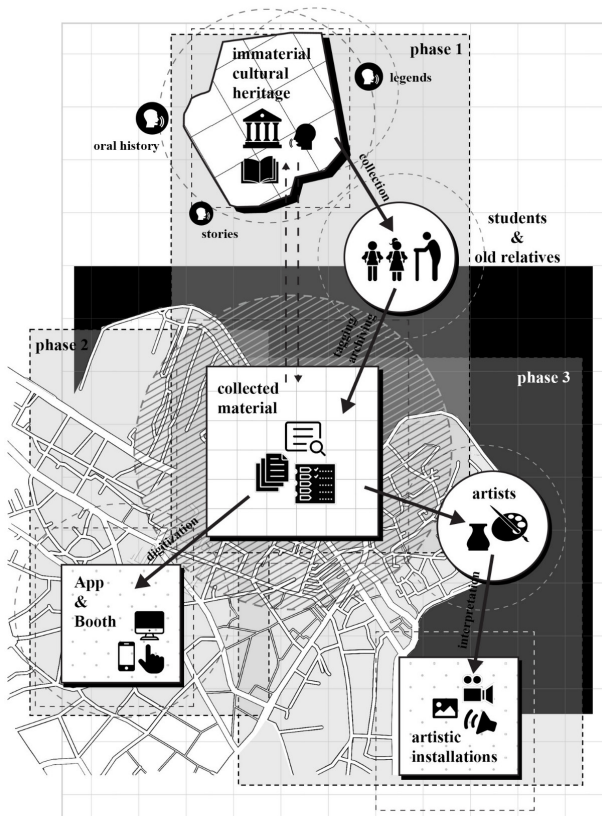 immaterial
cultural
heritage
phase 1
legends
oral history
collection
stories
students
&
old relatives
tagging
archiving
phase 2
phase 3
collected
material
artists
digitization
App
&
Booth
interpretation
artistic
installations